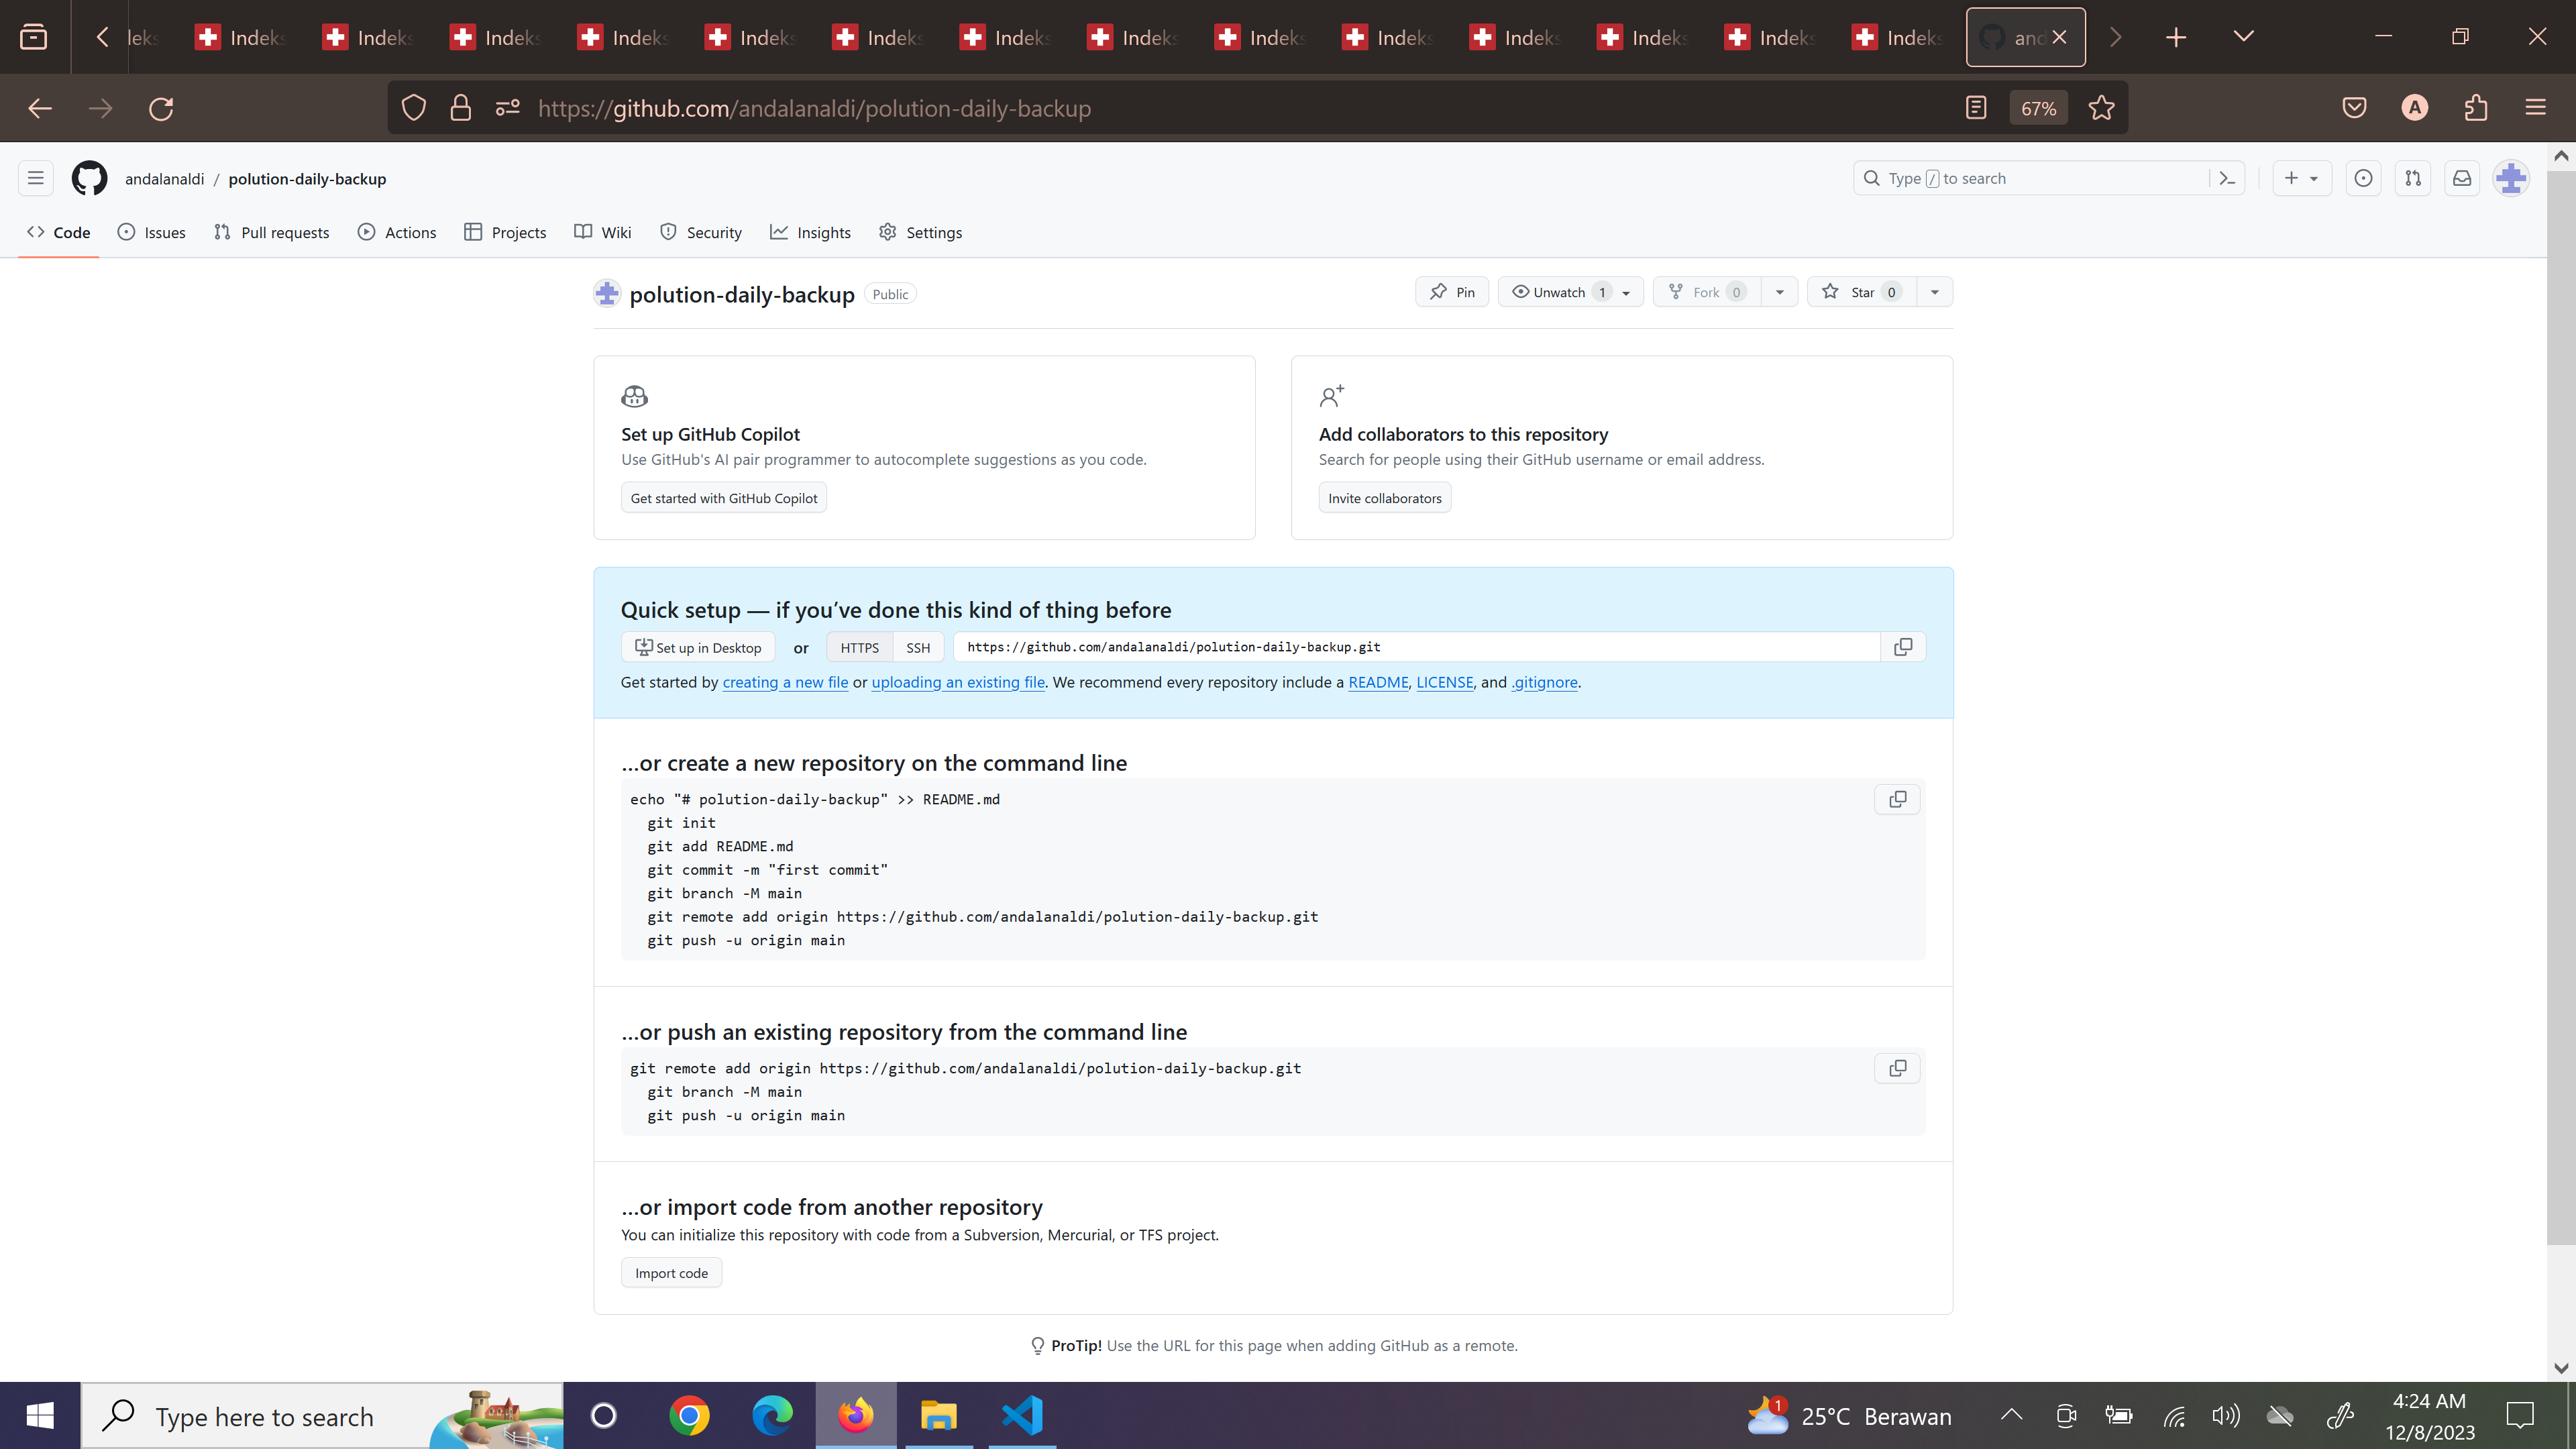 Indeks
Indeks
Indeks
Indeks
Indeks
Indeks
Indeks
Indeks
Indeks
Indeks
Indeks
Indeks
Indeks
Indeks
and
https://github.com/andalanaldi/polution-daily-backup
67%
A
andalanaldi / polution-daily-backup
Type / to search
Code
Issues
Pull requests
Actions
Projects
Wiki
Security
Insights
Settings
polution-daily-backup Public
Pin
Unwatch 1
Fork 0
Star 0
Set up GitHub Copilot
Use GitHub's AI pair programmer to autocomplete suggestions as you code.
Get started with GitHub Copilot
Add collaborators to this repository
Search for people using their GitHub username or email address.
Invite collaborators
Quick setup — if you’ve done this kind of thing before
Set up in Desktop or HTTPS SSH https://github.com/andalanaldi/polution-daily-backup.git
Get started by creating a new file or uploading an existing file. We recommend every repository include a README, LICENSE, and .gitignore.
…or create a new repository on the command line
echo "# polution-daily-backup" >> README.md
git init
git add README.md
git commit -m "first commit"
git branch -M main
git remote add origin https://github.com/andalanaldi/polution-daily-backup.git
git push -u origin main
…or push an existing repository from the command line
git remote add origin https://github.com/andalanaldi/polution-daily-backup.git
git branch -M main
git push -u origin main
…or import code from another repository
You can initialize this repository with code from a Subversion, Mercurial, or TFS project.
Import code
ProTip! Use the URL for this page when adding GitHub as a remote.
Type here to search
1
25°C Berawan
4:24 AM
12/8/2023